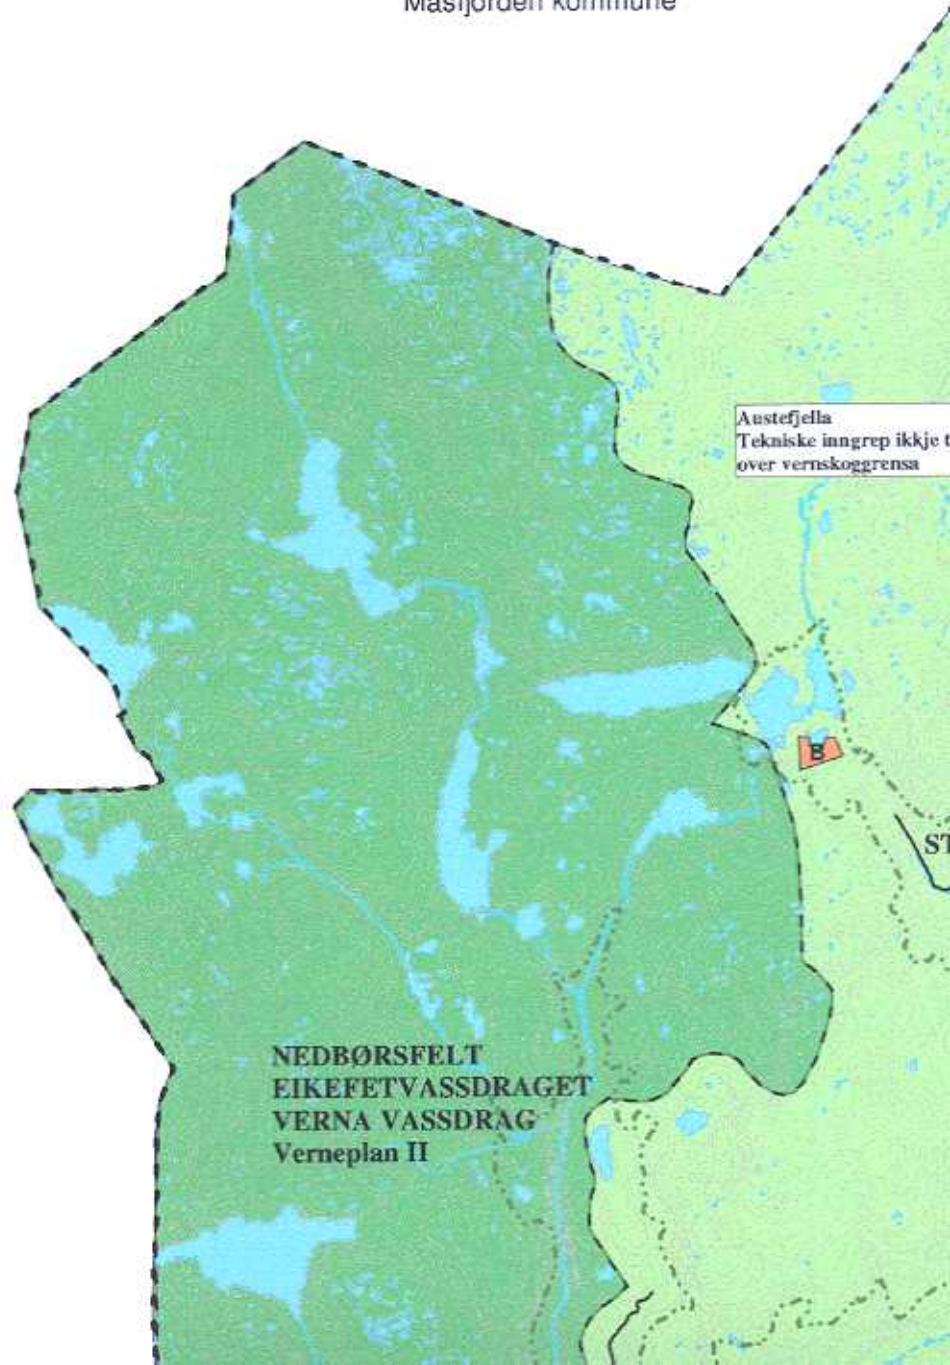 Masfjorden kommune
Austefjella
Tekniske inngrep ikkje t
over vernskoggrensa
B
ST
NEDBØRSFELT
EIKEFETVASSDRAGET
VERNA VASSDRAG
Verneplan II